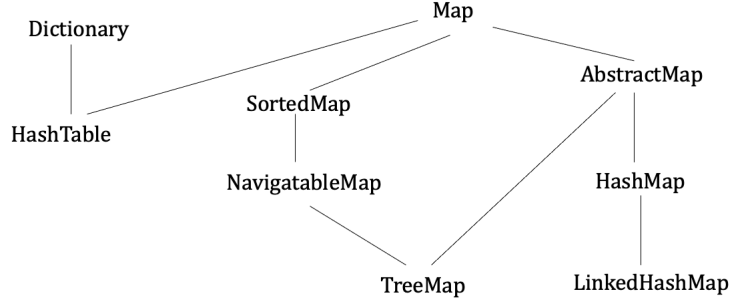 Map
Dictionary
AbstractMap
SortedMap
HashTable
NavigatableMap
HashMap
TreeMap
LinkedHashMap